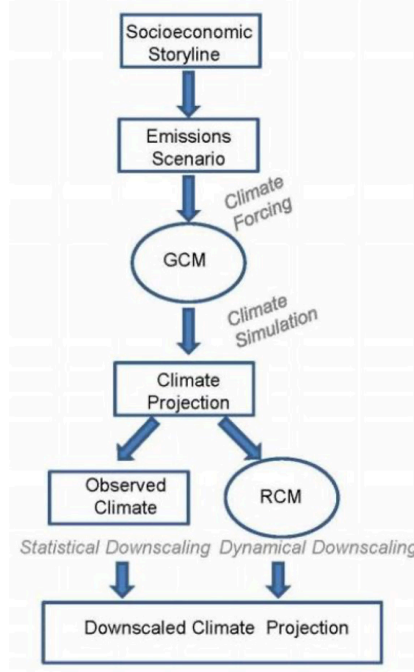 Socioeconomic
Storyline
Emissions
Scenario
Climate
Forcing
GCM
Climate
Simulation
Climate
Projection
Observed
Climate
RCM
Statistical Downscaling
Dynamical Downscaling
Downscaled Climate Projection